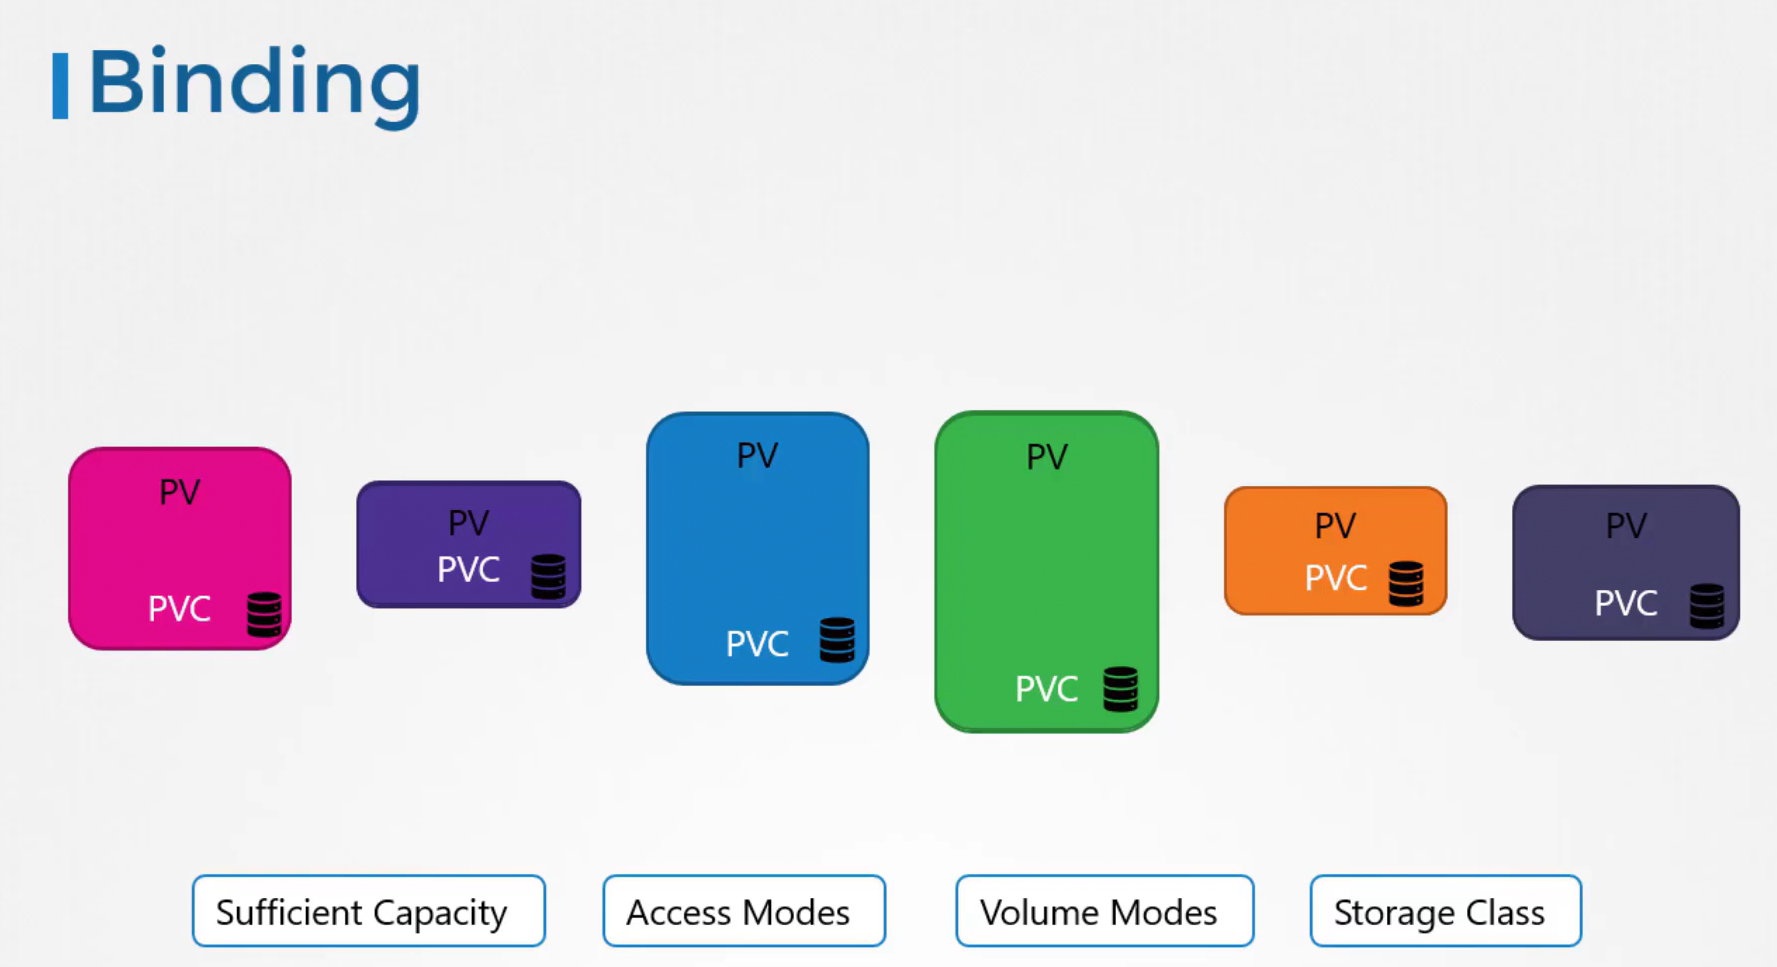 Binding
PV
PVC
PV
PVC
PV
PVC
PV
PVC
PV
PVC
PV
PVC
Sufficient Capacity
Access Modes
Volume Modes
Storage Class